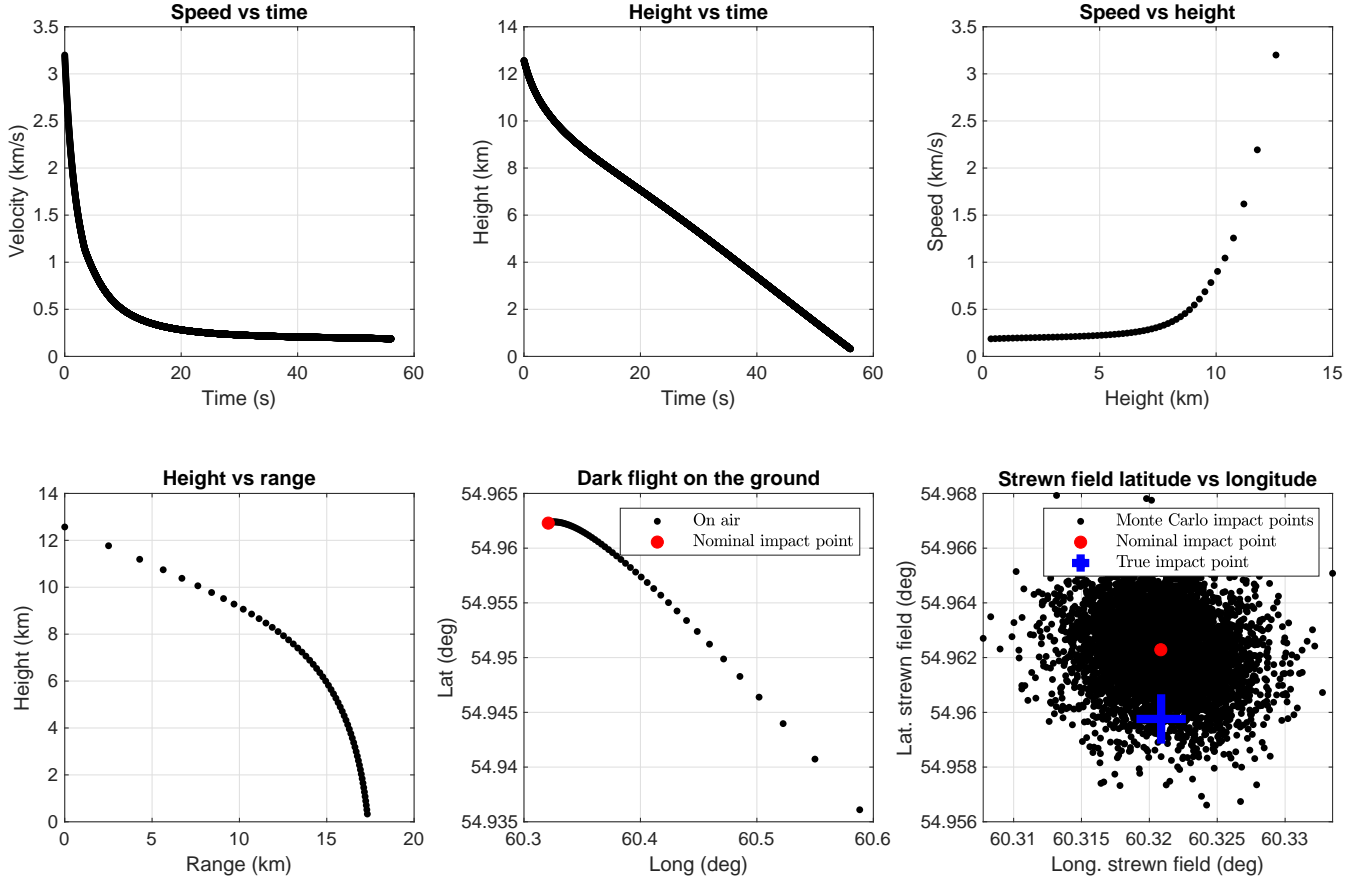 Speed vs time
3.5
3
2.5
2
1.5
1
0.5
0
Velocity (km/s)
0 20 40 60
Time (s)
Height vs time
14
12
10
8
6
4
2
0
Height (km)
0 20 40 60
Time (s)
Speed vs height
3.5
3
2.5
2
1.5
1
0.5
0
Speed (km/s)
0 5 10 15
Height (km)
Height vs range
14
12
10
8
6
4
2
0
Height (km)
0 5 10 15 20
Range (km)
Dark flight on the ground
54.965
54.96
54.955
54.95
54.945
54.94
54.935
Lat (deg)
On air
Nominal impact point
60.3 60.4 60.5 60.6
Long (deg)
Strewn field latitude vs longitude
54.968
54.966
54.964
54.962
54.96
54.958
54.956
Lat. strewn field (deg)
Monte Carlo impact points
Nominal impact point
True impact point
60.31 60.315 60.32 60.325 60.33
Long. strewn field (deg)